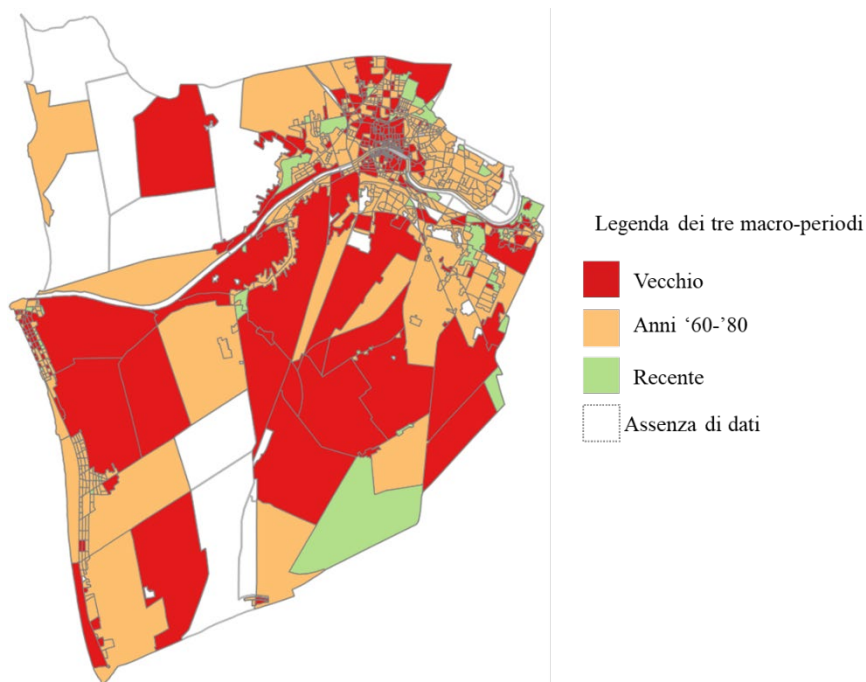 Legenda dei tre macro-periodi
Vecchio
Anni ‘60-’80
Recente
Assenza di dati